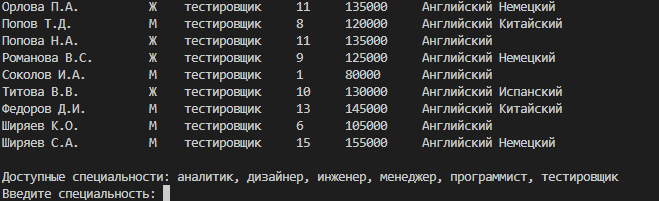 Орлова П.А. Ж тестировщик 11 135000 Английский Немецкий
Попов Т.Д. М тестировщик 8 120000 Английский Китайский
Попова Н.А. Ж тестировщик 11 135000 Английский
Романова В.С. Ж тестировщик 9 125000 Английский Немецкий
Соколов И.А. М тестировщик 1 80000 Английский
Титова В.В. Ж тестировщик 10 130000 Английский Испанский
Федоров Д.И. М тестировщик 13 145000 Английский Китайский
Ширяев К.О. М тестировщик 6 105000 Английский
Ширяев С.А. М тестировщик 15 155000 Английский Немецкий
Доступные специальности: аналитик, дизайнер, инженер, менеджер, программист, тестировщик
Введите специальность: